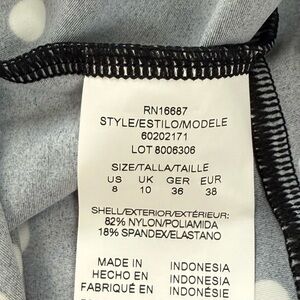 RN16687
STYLE/ESTILO/MODELE
60202171
LOT 8006306
SIZE/TALLA/TAILLE
US UK GER EUR
8 10 36 38
SHELL/EXTERIOR/EXTÉRIEUR:
82% NYLON/POLIAMIDA
18% SPANDEX/ELASTANO
MADE IN INDONESIA
HECHO EN INDONESIA
FABRIQUÉ EN INDONÉSIE